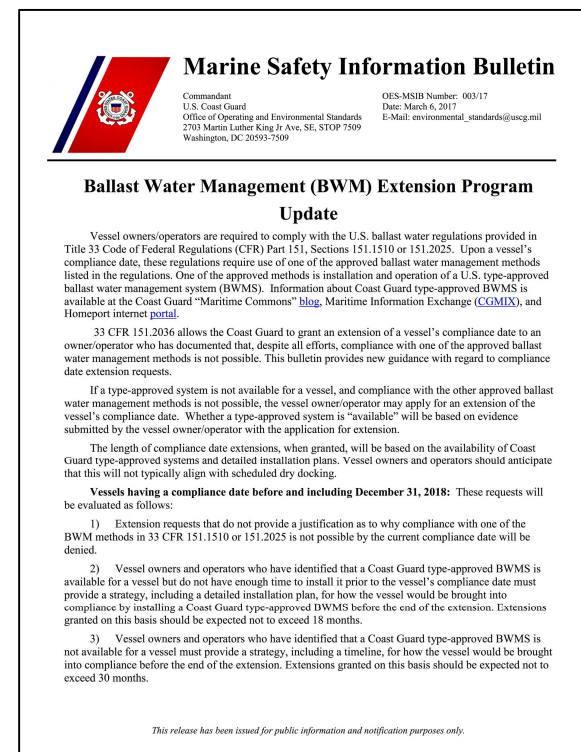 Marine Safety Information Bulletin
Commandant
U.S. Coast Guard
Office of Operating and Environmental Standards
2703 Martin Luther King Jr Ave, SE, STOP 7509
Washington, DC 20593-7509
OES-MSIB Number: 003/17
Date: March 6, 2017
E-Mail: environmental_standards@uscg.mil
Ballast Water Management (BWM) Extension Program
Update
Vessel owners/operators are required to comply with the U.S. ballast water regulations provided in
Title 33 Code of Federal Regulations (CFR) Part 151, Sections 151.1510 or 151.2025. Upon a vessel's
compliance date, these regulations require use of one of the approved ballast water management methods
listed in the regulations. One of the approved methods is installation and operation of a U.S. type-approved
ballast water management system (BWMS). Information about Coast Guard type-approved BWMS is
available at the Coast Guard “Maritime Commons” blog, Maritime Information Exchange (CGMIX), and
Homeport internet portal.
33 CFR 151.2036 allows the Coast Guard to grant an extension of a vessel's compliance date to an
owner/operator who has documented that, despite all efforts, compliance with one of the approved ballast
water management methods is not possible. This bulletin provides new guidance with regard to compliance
date extension requests.
If a type-approved system is not available for a vessel, and compliance with the other approved ballast
water management methods is not possible, the vessel owner/operator may apply for an extension of the
vessel's compliance date. Whether a type-approved system is “available” will be based on evidence
submitted by the vessel owner/operator with the application for extension.
The length of compliance date extensions, when granted, will be based on the availability of Coast
Guard type-approved systems and detailed installation plans. Vessel owners and operators should anticipate
that this will not typically align with scheduled dry docking.
Vessels having a compliance date before and including December 31, 2018: These requests will
be evaluated as follows:
1) Extension requests that do not provide a justification as to why compliance with one of the
BWM methods in 33 CFR 151.1510 or 151.2025 is not possible by the current compliance date will be
denied.
2) Vessel owners and operators who have identified that a Coast Guard type-approved BWMS is
available for a vessel but do not have enough time to install it prior to the vessel's compliance date must
provide a strategy, including a detailed installation plan, for how the vessel would be brought into
compliance by installing a Coast Guard type-approved BWMS before the end of the extension. Extensions
granted on this basis should be expected not to exceed 18 months.
3) Vessel owners and operators who have identified that a Coast Guard type-approved BWMS is
not available for a vessel must provide a strategy, including a timeline, for how the vessel would be brought
into compliance before the end of the extension. Extensions granted on this basis should be expected not to
exceed 30 months.
This release has been issued for public information and notification purposes only.